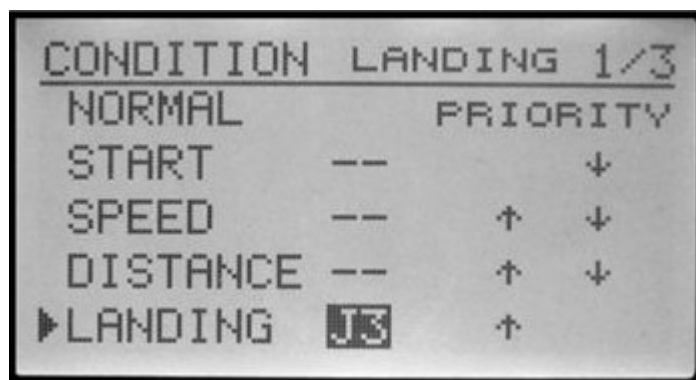 CONDITION LANDING 1/3
NORMAL PRIORITY
START -- ↓
SPEED -- ↑ ↓
DISTANCE -- ↑ ↓
▶LANDING J3 ↑